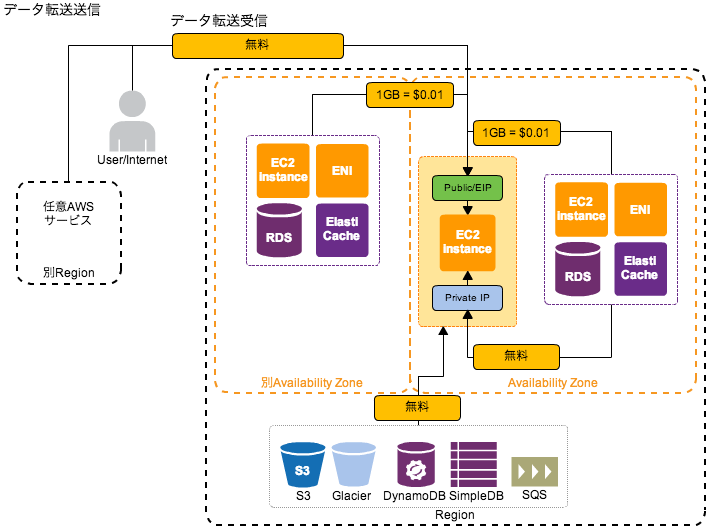 データ転送送信
データ転送受信
無料
1GB = $0.01
1GB = $0.01
User/Internet
任意AWS
サービス
別Region
EC2
Instance
ENI
RDS
Elasti
Cache
Public/EIP
EC2
Instance
Private IP
EC2
Instance
ENI
RDS
Elasti
Cache
無料
別Availability Zone
Availability Zone
無料
S3
S3
Glacier
DynamoDB
SimpleDB
SQS
Region